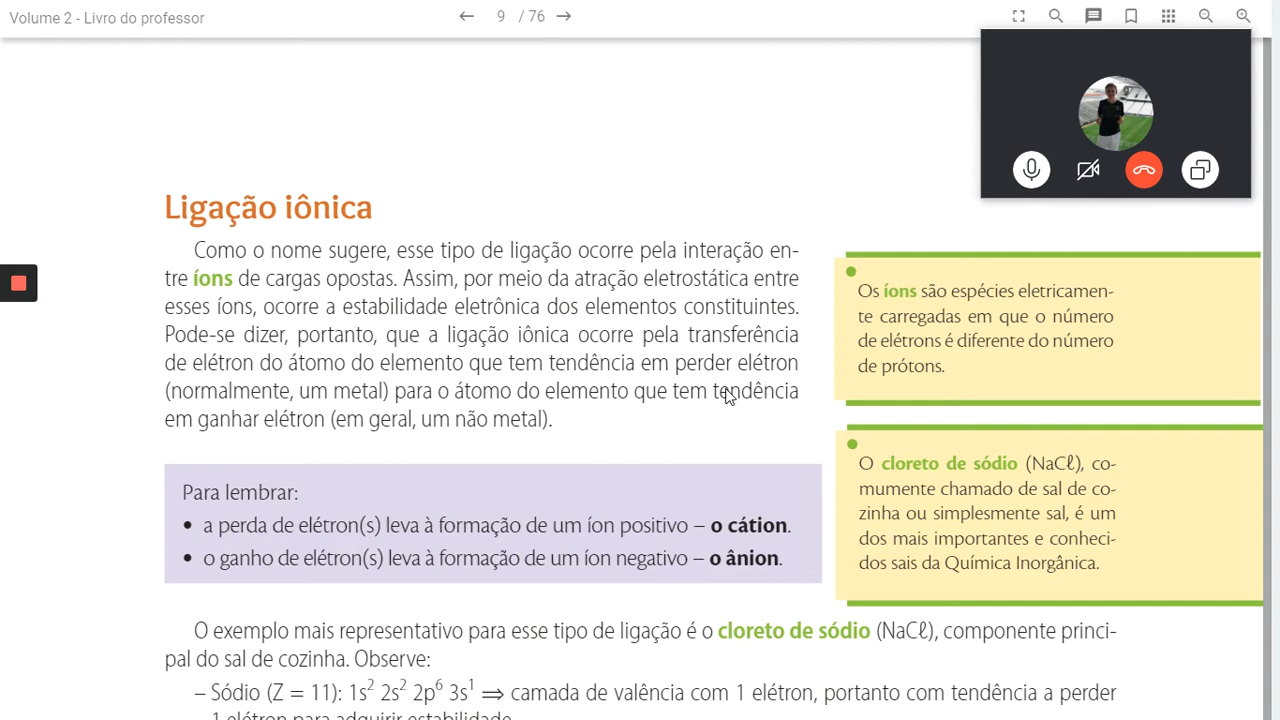 Volume 2 - Livro do professor
9 / 76
Ligação iônica
Como o nome sugere, esse tipo de ligação ocorre pela interação en-
tre íons de cargas opostas. Assim, por meio da atração eletrostática entre
esses íons, ocorre a estabilidade eletrônica dos elementos constituintes.
Pode-se dizer, portanto, que a ligação iônica ocorre pela transferência
de elétron do átomo do elemento que tem tendência em perder elétron
(normalmente, um metal) para o átomo do elemento que tem tendência
em ganhar elétron (em geral, um não metal).
Os íons são espécies eletricamen-
te carregadas em que o número
de elétrons é diferente do número
de prótons.
Para lembrar:
• a perda de elétron(s) leva à formação de um íon positivo – o cátion.
• o ganho de elétron(s) leva à formação de um íon negativo – o ânion.
O cloreto de sódio (NaCℓ), co-
mumente chamado de sal de co-
zinha ou simplesmente sal, é um
dos mais importantes e conheci-
dos sais da Química Inorgânica.
O exemplo mais representativo para esse tipo de ligação é o cloreto de sódio (NaCℓ), componente princi-
pal do sal de cozinha. Observe:
– Sódio (Z = 11): 1s² 2s² 2p⁶ 3s¹ ⇒ camada de valência com 1 elétron, portanto com tendência a perder
1 elétron para adquirir estabilidade.